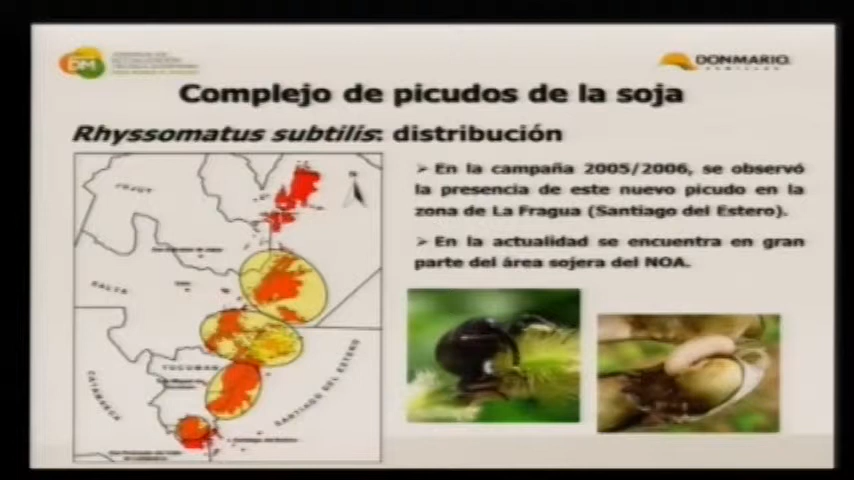 DM
DONMARIO
SEMILLAS
Complejo de picudos de la soja
Rhyssomatus subtilis: distribución
➢ En la campaña 2005/2006, se observó
la presencia de este nuevo picudo en la
zona de La Fragua (Santiago del Estero).
➢ En la actualidad se encuentra en gran
parte del área sojera del NOA.
JUJUY
N
SALTA
TUCUMAN
CATAMARCA
SANTIAGO DEL ESTERO